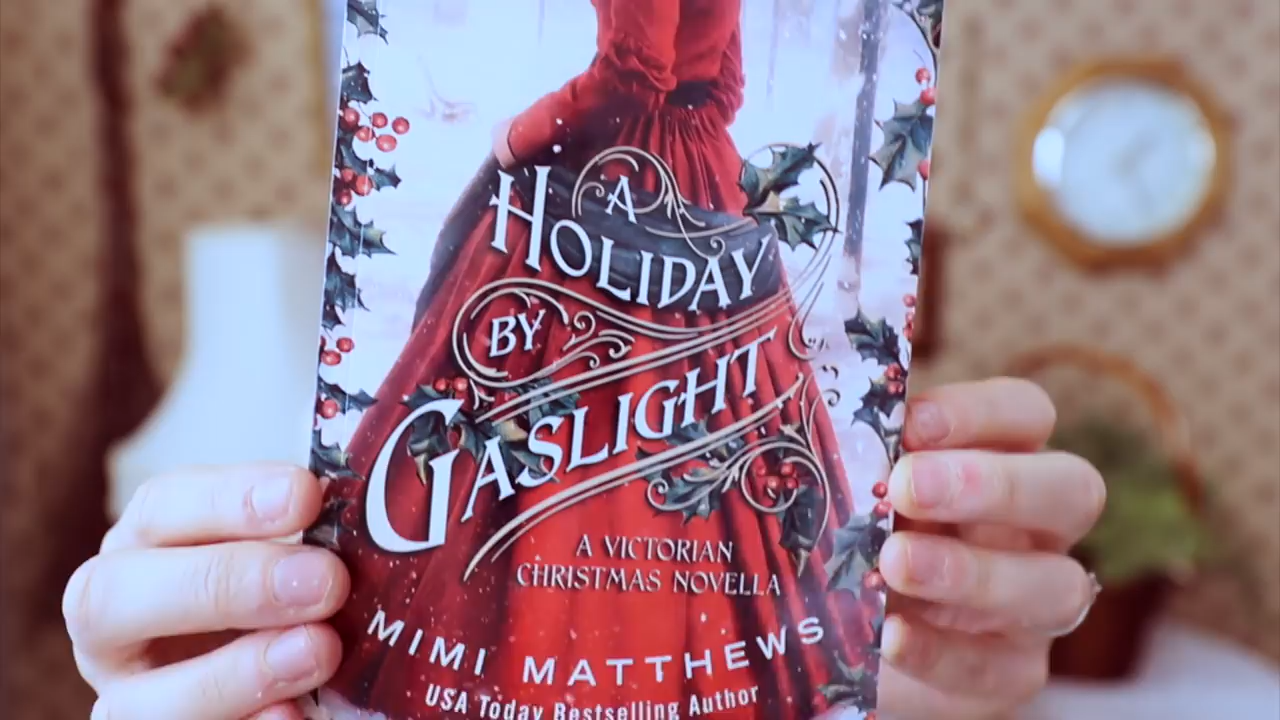 A
HOLIDAY
BY
GASLIGHT
A VICTORIAN
CHRISTMAS NOVELLA
MIMI MATTHEWS
USA Today Bestselling Author